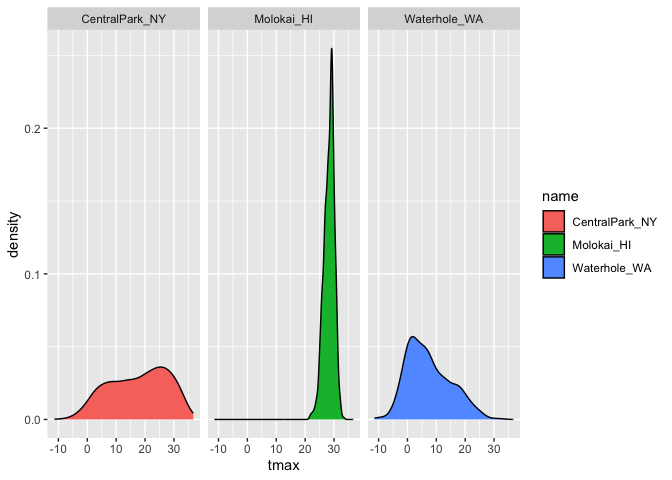 CentralPark_NY Molokai_HI Waterhole_WA
density
0.2
0.1
0.0
-10 0 10 20 30 -10 0 10 20 30 -10 0 10 20 30
tmax
name
CentralPark_NY
Molokai_HI
Waterhole_WA